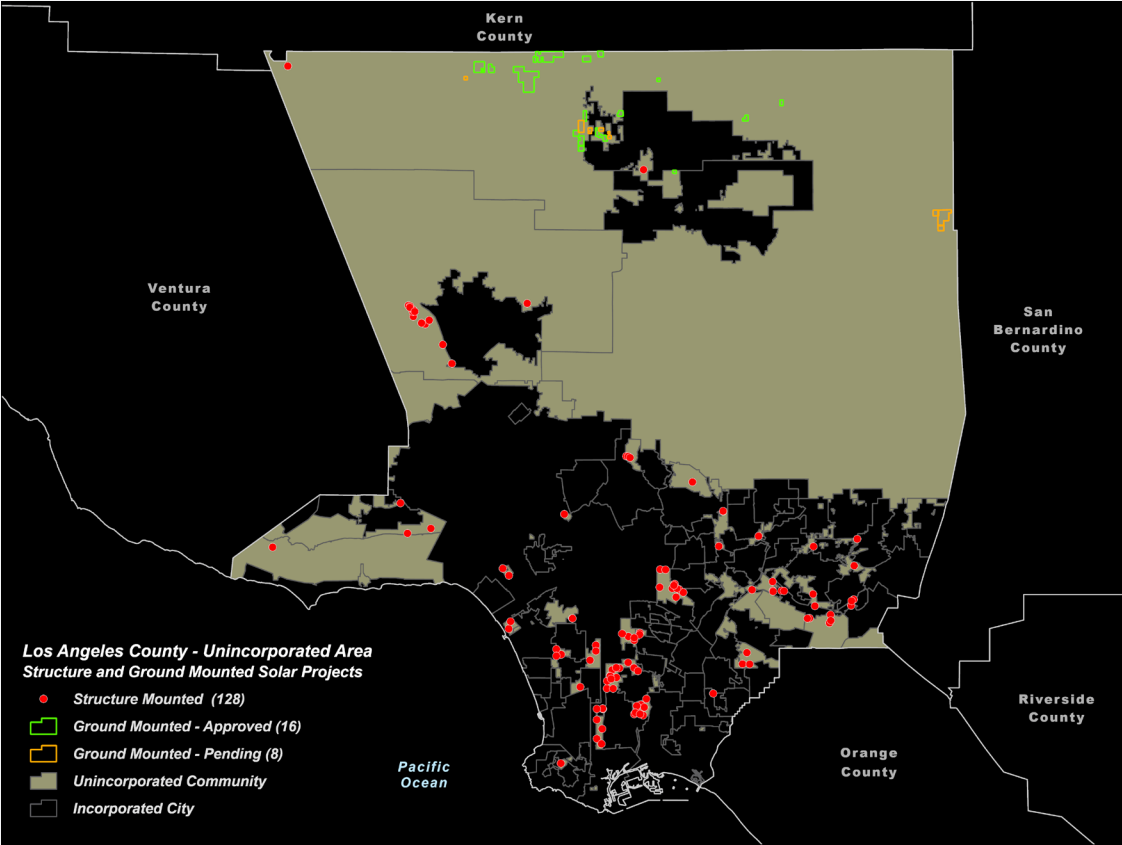 Kern
County
Ventura
County
San
Bernardino
County
Los Angeles County - Unincorporated Area
Structure and Ground Mounted Solar Projects
Structure Mounted (128)
Ground Mounted - Approved (16)
Ground Mounted - Pending (8)
Unincorporated Community
Incorporated City
Pacific
Ocean
Orange
County
Riverside
County